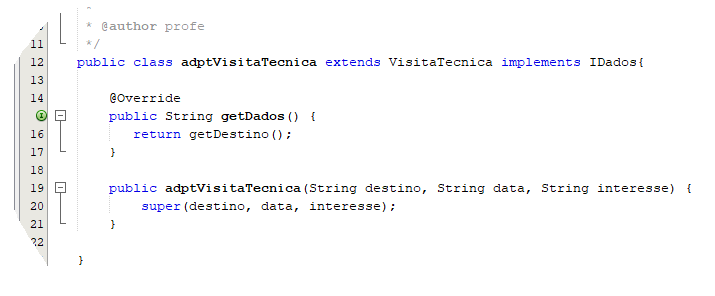 * @author profe
11 */
12 public class adptVisitaTecnica extends VisitaTecnica implements IDados{
13
14 @Override
public String getDados() {
16 return getDestino();
17 }
18
19 public adptVisitaTecnica(String destino, String data, String interesse) {
20 super(destino, data, interesse);
21 }
22
}